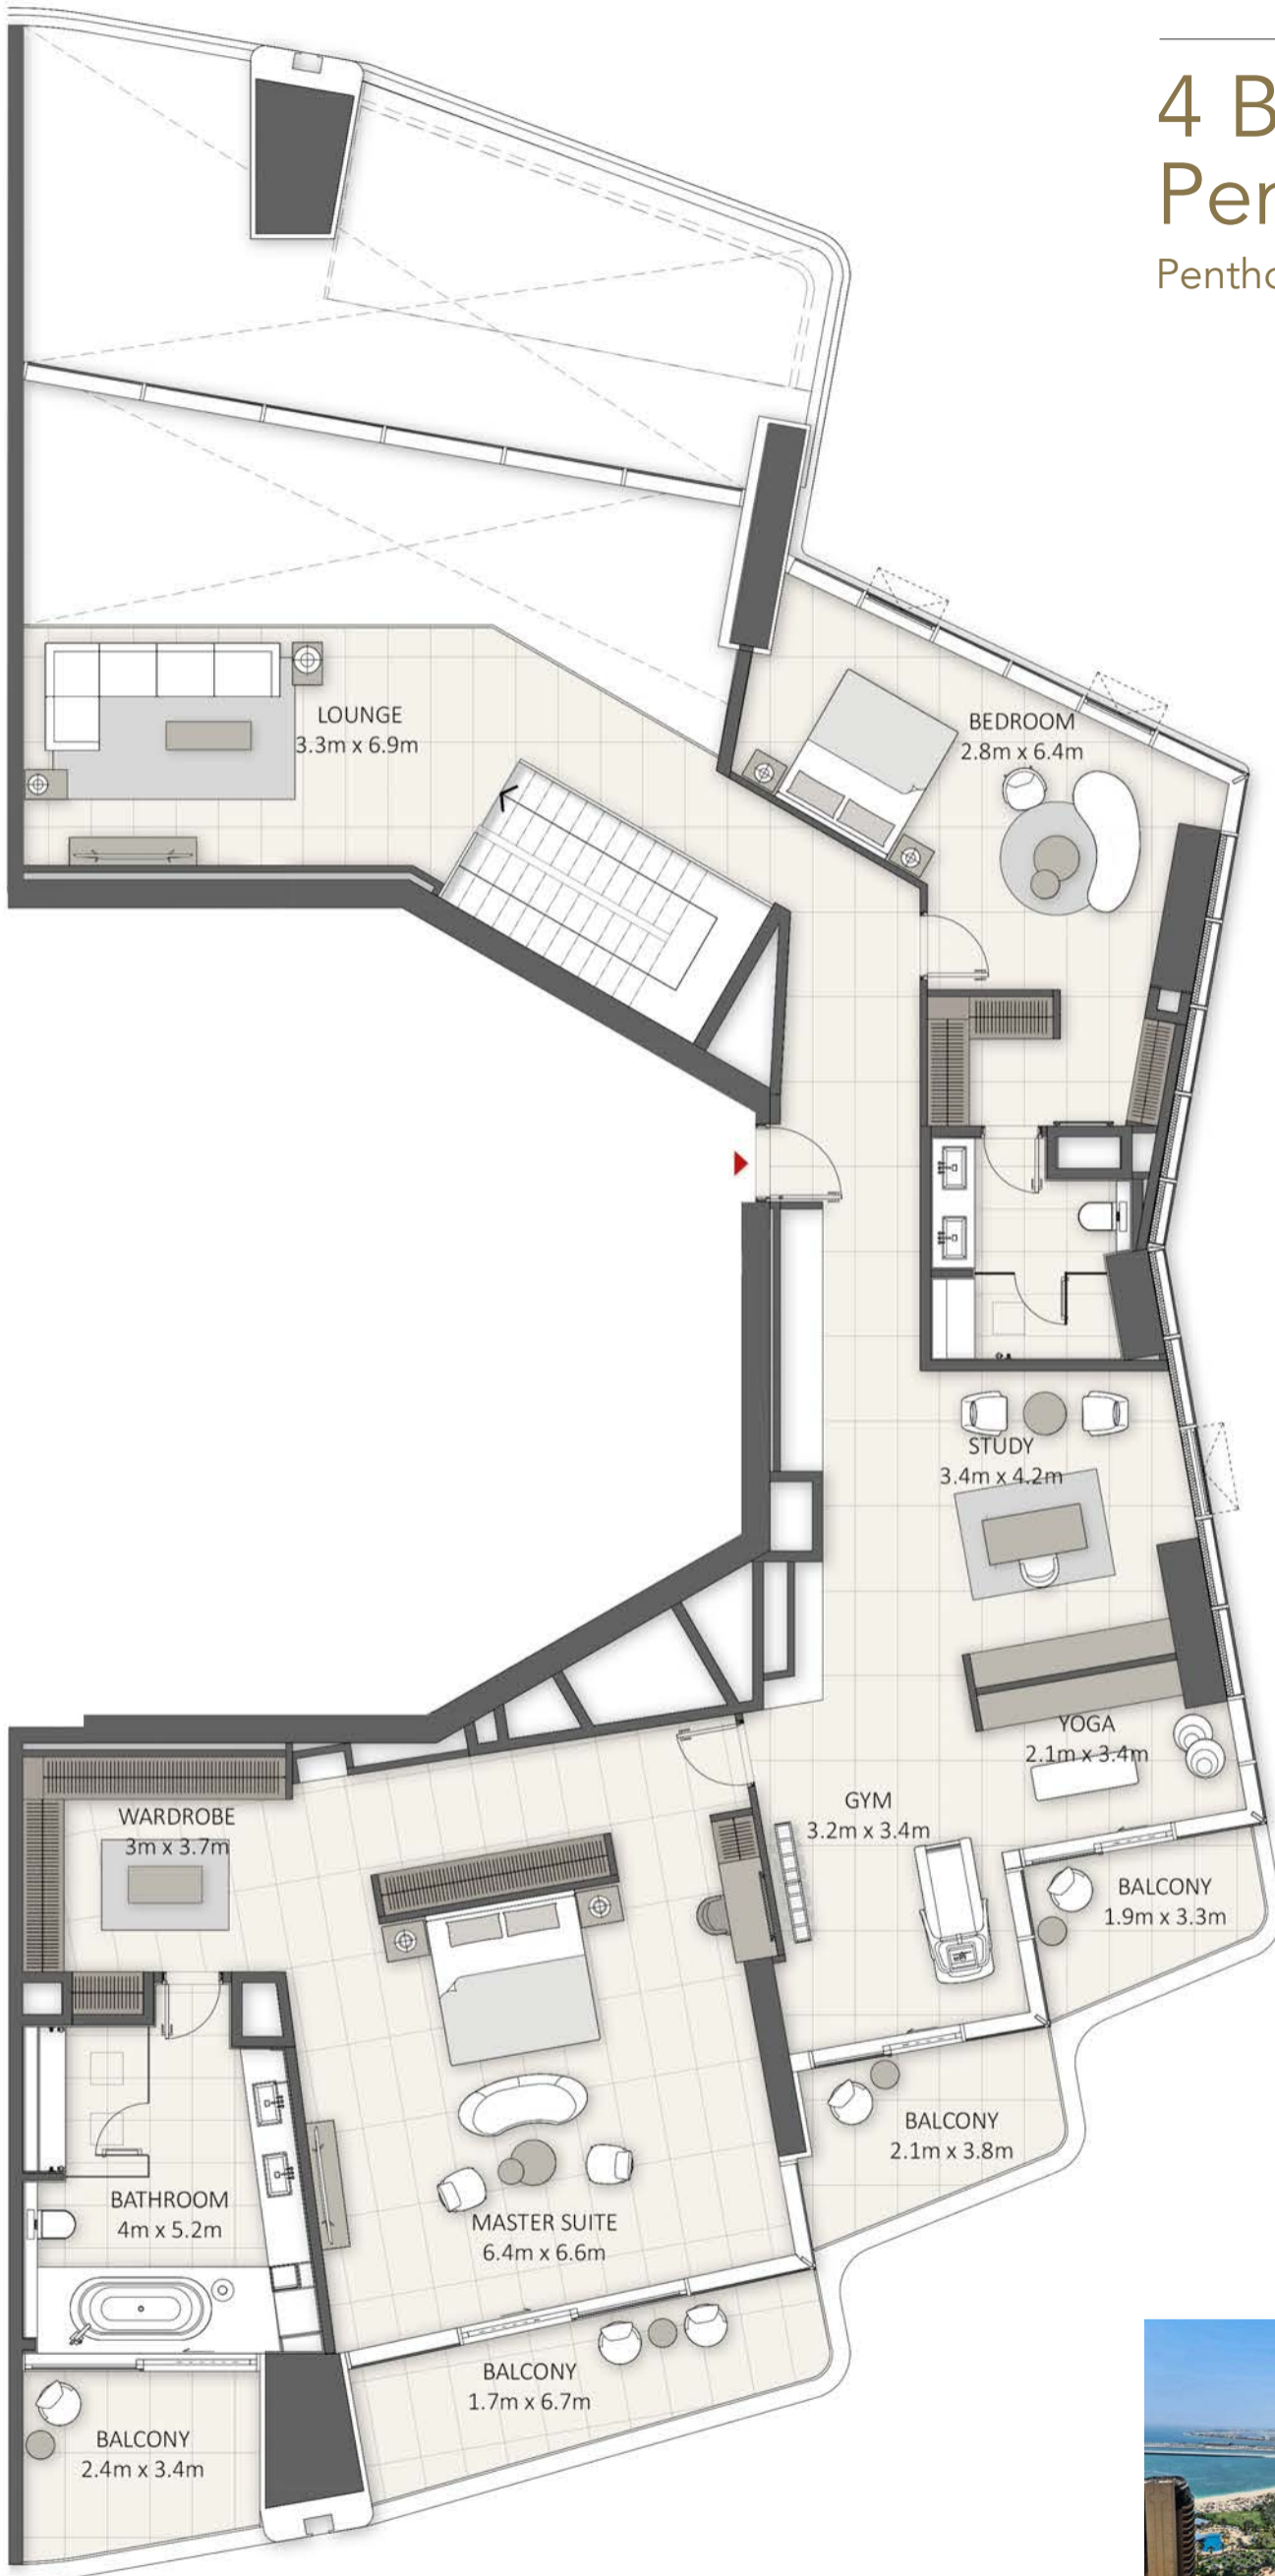 4 B
Pen
Pentho
LOUNGE
3.3m x 6.9m
BEDROOM
2.8m x 6.4m
STUDY
3.4m x 4.2m
YOGA
2.1m x 3.4m
GYM
3.2m x 3.4m
WARDROBE
3m x 3.7m
BALCONY
1.9m x 3.3m
BALCONY
2.1m x 3.8m
BATHROOM
4m x 5.2m
MASTER SUITE
6.4m x 6.6m
BALCONY
1.7m x 6.7m
BALCONY
2.4m x 3.4m